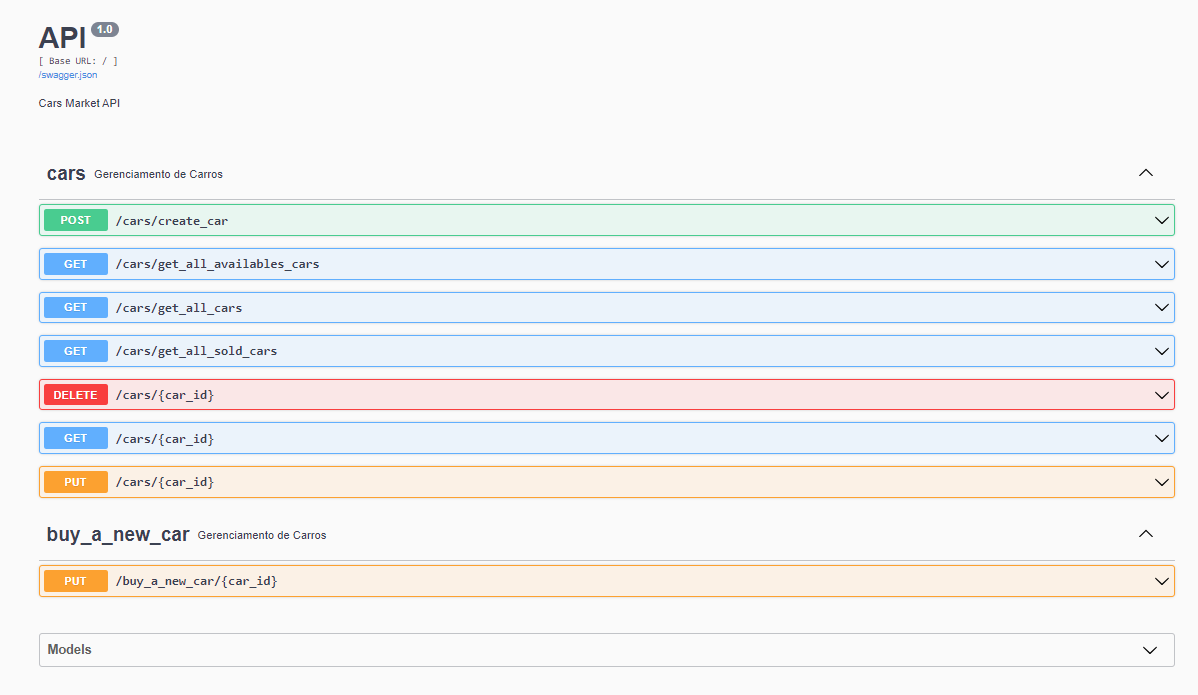 API 1.0
[ Base URL: / ]
/swagger.json
Cars Market API
cars Gerenciamento de Carros
POST /cars/create_car
GET /cars/get_all_availables_cars
GET /cars/get_all_cars
GET /cars/get_all_sold_cars
DELETE /cars/{car_id}
GET /cars/{car_id}
PUT /cars/{car_id}
buy_a_new_car Gerenciamento de Carros
PUT /buy_a_new_car/{car_id}
Models